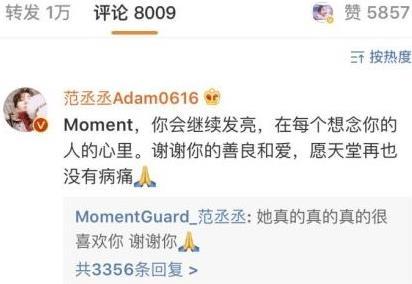 转发 1万 评论 8009 赞 5857
按热度
范丞丞Adam0616
Moment，你会继续发亮，在每个想念你的
人的心里。谢谢你的善良和爱，愿天堂再也
没有病痛🙏
MomentGuard_范丞丞: 她真的真的真的很
喜欢你 谢谢你🙏
共3356条回复 >